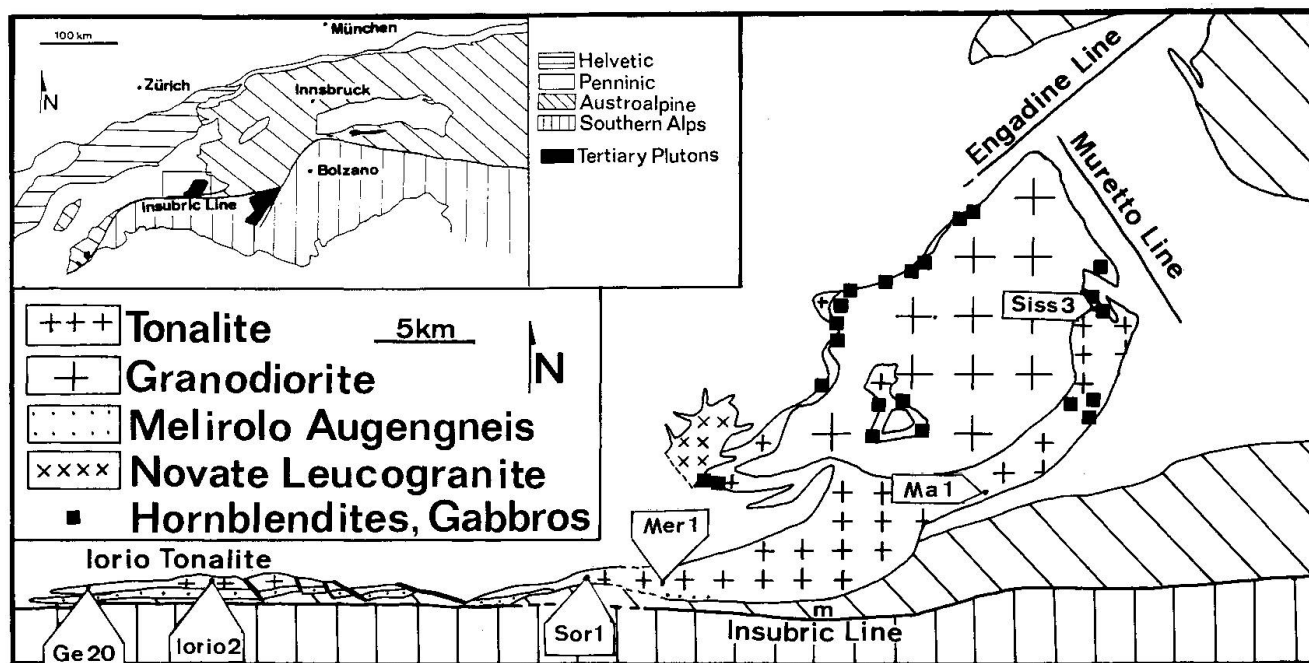 100 km
N
München
Zürich
Innsbruck
Bolzano
Insubric Line
Helvetic
Penninic
Austroalpine
Southern Alps
Tertiary Plutons
Engadine Line
Muretto Line
Tonalite
5km
Granodiorite
N
Melirolo Augengneis
Novate Leucogranite
Hornblendites, Gabbros
Siss3
Ma1
Mer1
Iorio Tonalite
m
Insubric Line
Ge20
Iorio2
Sor1